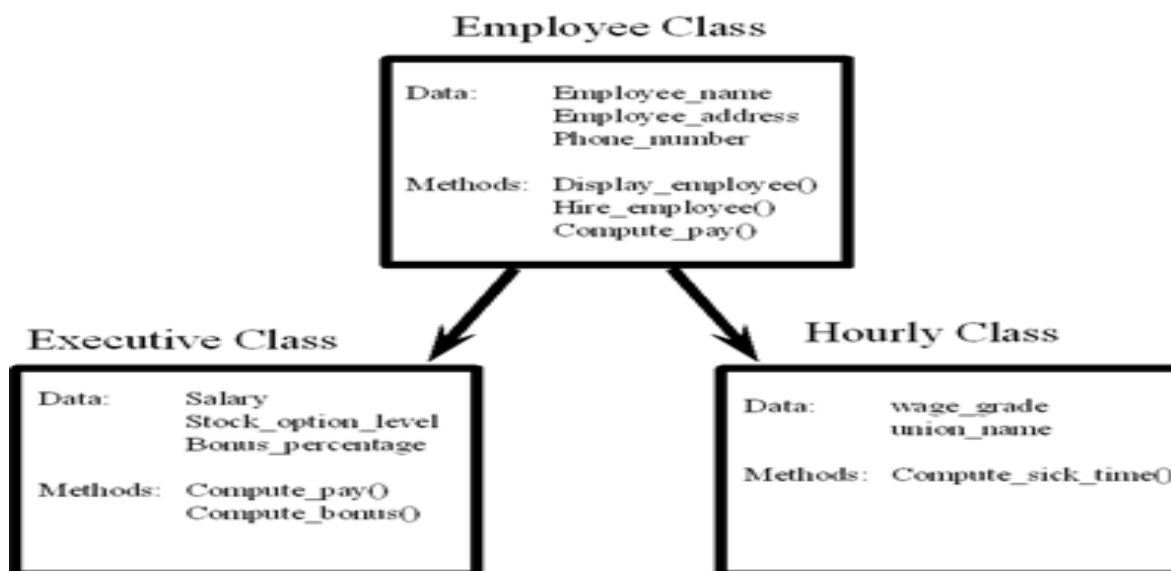 Employee Class
Data: Employee_name
Employee_address
Phone_number
Methods: Display_employee()
Hire_employee()
Compute_pay()
Executive Class
Data: Salary
Stock_option_level
Bonus_percentage
Methods: Compute_pay()
Compute_bonus()
Hourly Class
Data: wage_grade
union_name
Methods: Compute_sick_time()